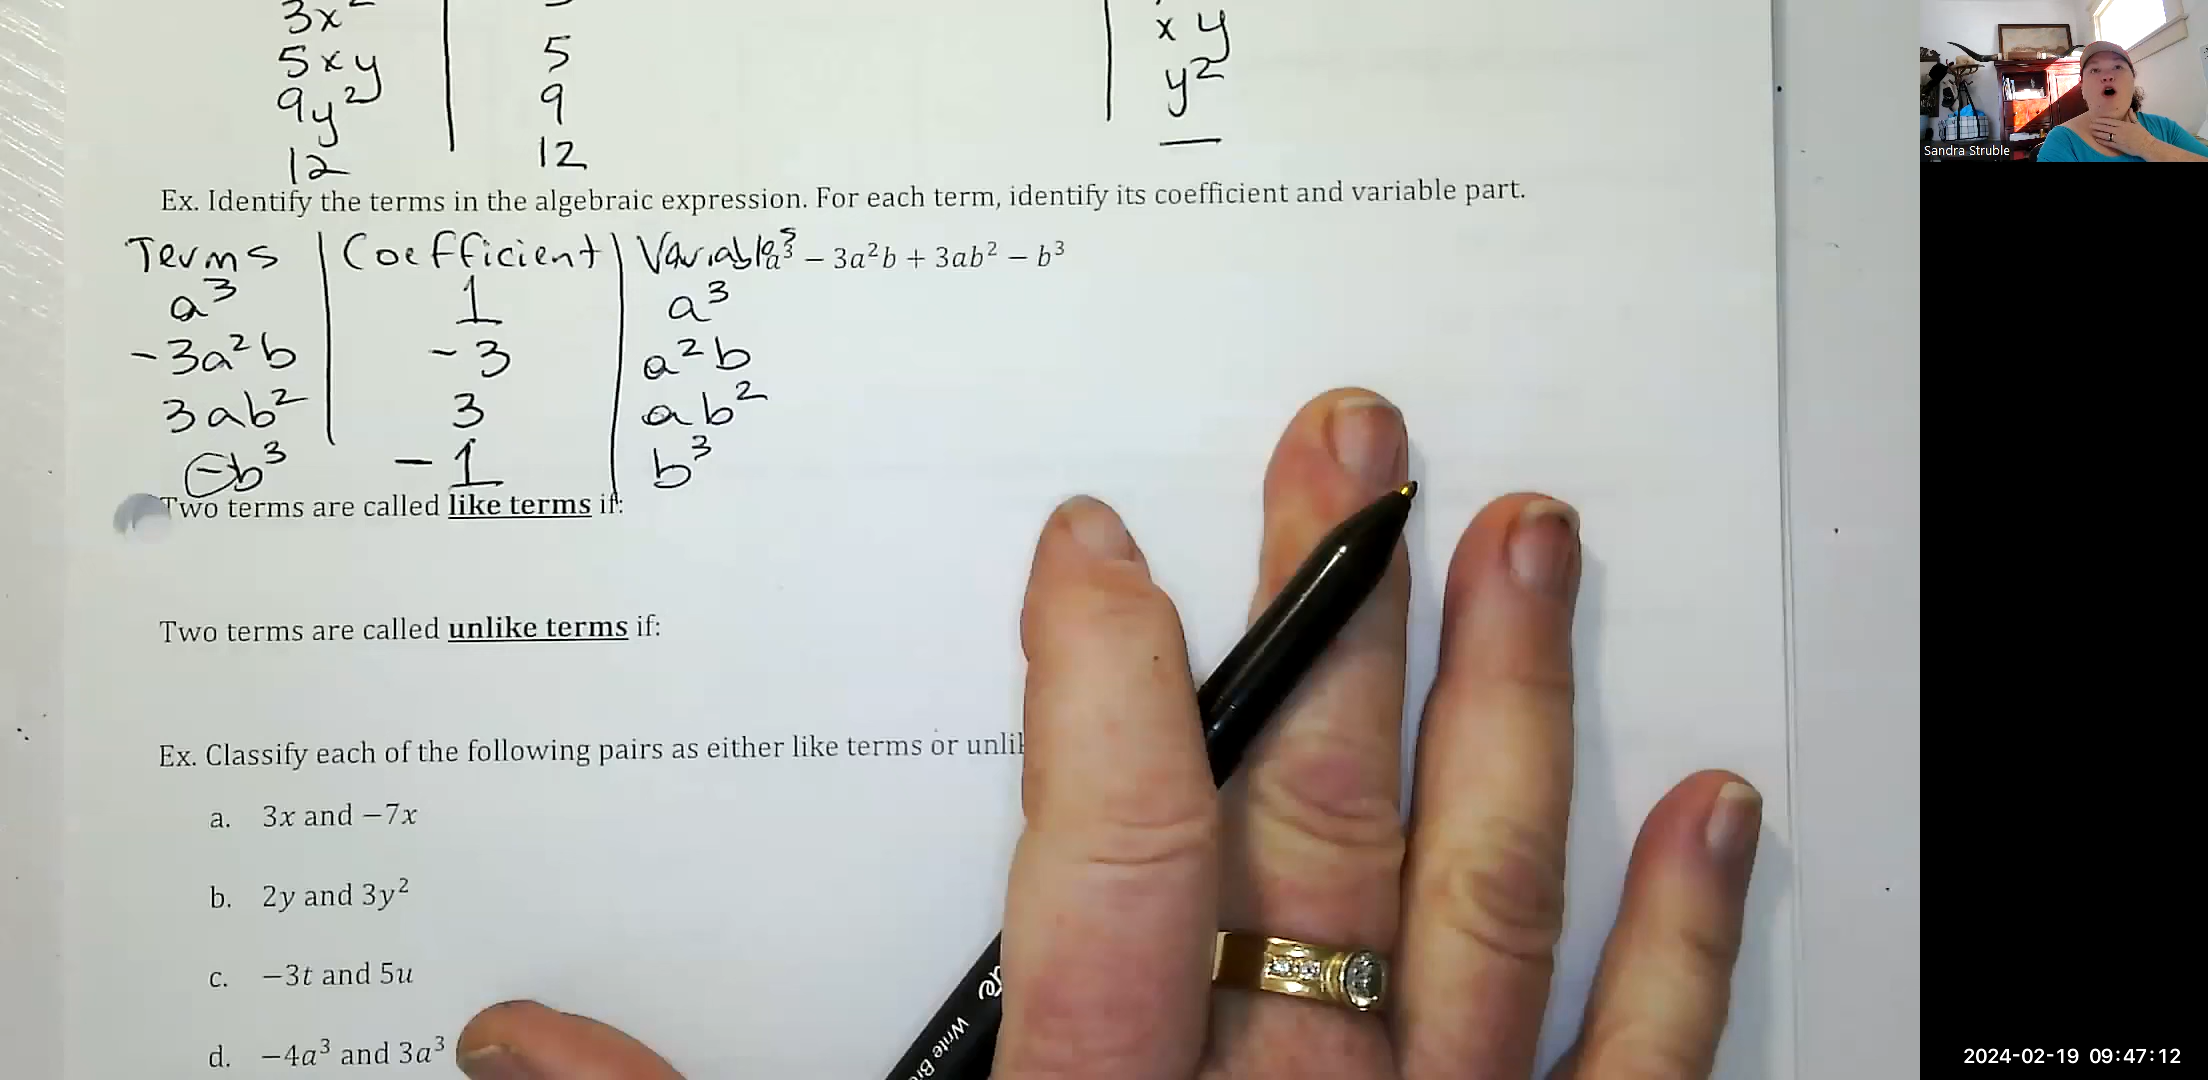 3x²
5xy 5 xy
9y² 9 y²
12 12 —
Ex. Identify the terms in the algebraic expression. For each term, identify its coefficient and variable part.
Terms | Coefficient | Variables a³ − 3a²b + 3ab² − b³
a³ 1 a³
-3a²b -3 a²b
3ab² 3 ab²
-b³ -1 b³
Two terms are called like terms if:
Two terms are called unlike terms if:
Ex. Classify each of the following pairs as either like terms or
a. 3x and −7x
b. 2y and 3y²
c. −3t and 5u
d. −4a³ and 3a³
Write
Sandra Struble
2024-02-19 09:47:12